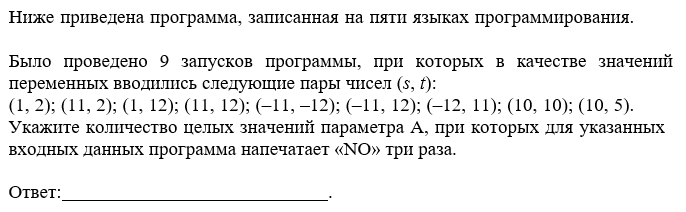 Ниже приведена программа, записанная на пяти языках программирования.
Было проведено 9 запусков программы, при которых в качестве значений
переменных вводились следующие пары чисел (s, t):
(1, 2); (11, 2); (1, 12); (11, 12); (–11, –12); (–11, 12); (–12, 11); (10, 10); (10, 5).
Укажите количество целых значений параметра А, при которых для указанных
входных данных программа напечатает «NO» три раза.
Ответ:____________________________.